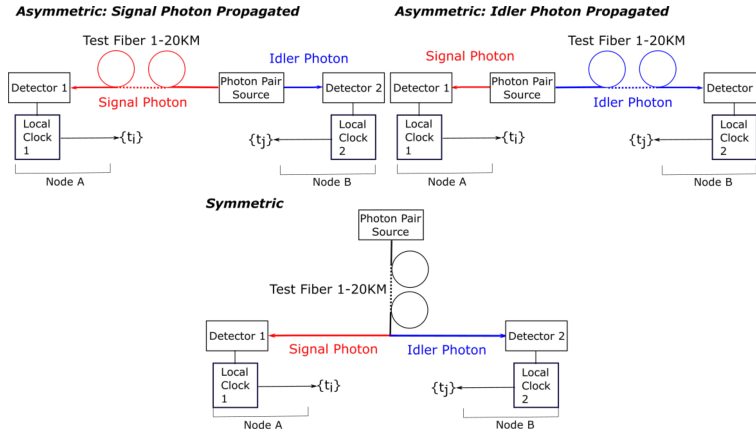 Asymmetric: Signal Photon Propagated
Test Fiber 1-20KM
Idler Photon
Detector 1
Photon Pair
Source
Detector 2
Signal Photon
Local
Clock
1
{ti}
{tj}
Local
Clock
2
Node A
Node B
Asymmetric: Idler Photon Propagated
Test Fiber 1-20KM
Signal Photon
Detector 1
Photon Pair
Source
Detector
Idler Photon
Local
Clock
1
{ti}
{tj}
Local
Clock
2
Node A
Node B
Symmetric
Photon Pair
Source
Test Fiber 1-20KM
Detector 1
Detector 2
Signal Photon
Idler Photon
Local
Clock
1
{ti}
{tj}
Local
Clock
2
Node A
Node B